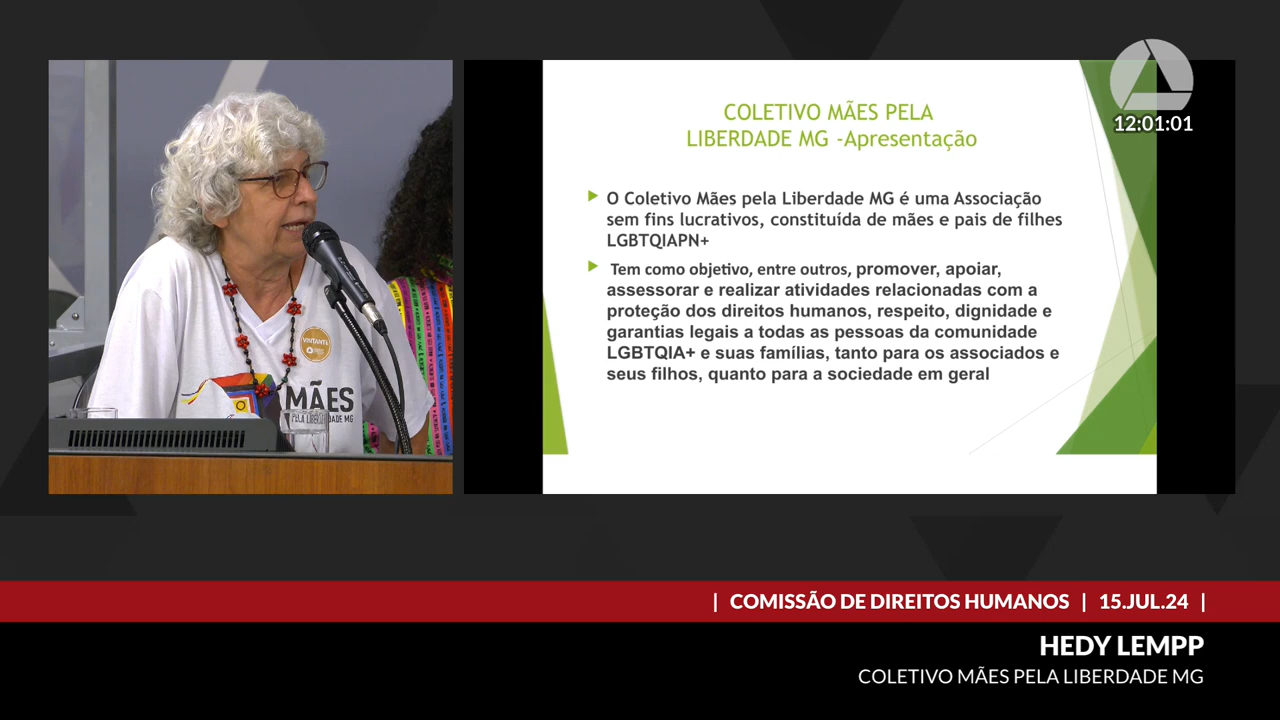 12:01:01
COLETIVO MÃES PELA
LIBERDADE MG -Apresentação
O Coletivo Mães pela Liberdade MG é uma Associação
sem fins lucrativos, constituída de mães e pais de filhes
LGBTQIAPN+
Tem como objetivo, entre outros, promover, apoiar,
assessorar e realizar atividades relacionadas com a
proteção dos direitos humanos, respeito, dignidade e
garantias legais a todas as pessoas da comunidade
LGBTQIA+ e suas famílias, tanto para os associados e
seus filhos, quanto para a sociedade em geral
VISITANTE
MÃES
PELA LIBERDADE MG
| COMISSÃO DE DIREITOS HUMANOS | 15.JUL.24 |
HEDY LEMPP
COLETIVO MÃES PELA LIBERDADE MG